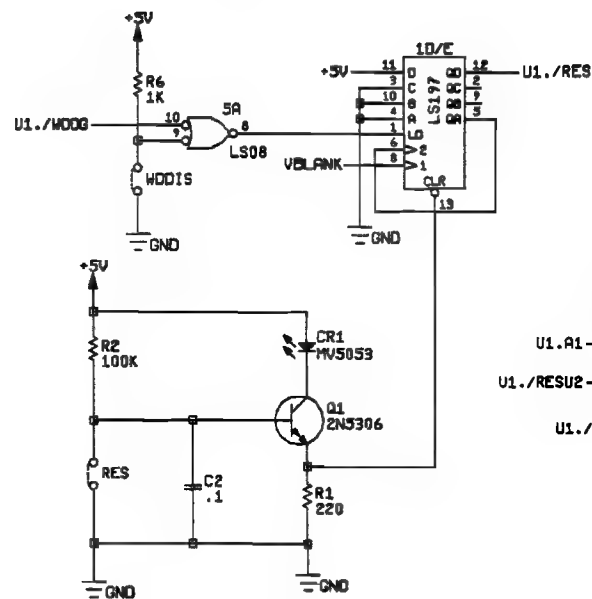 +5V
R6
1K
U1./WDOG
10
9
5A
8
LS08
WDDIS
GND
1D/E
+5V
11
3
10
4
1
6
8
D
C
B
A
LD
2
1
LS197
QD
QC
QB
QA
12
2
9
5
U1./RES
VBLANK
CLR
13
GND
+5V
R2
100K
CR1
MV5053
Q1
2N5306
RES
C2
.1
R1
220
GND
GND
U1.A1
U1./RESU2
U1./